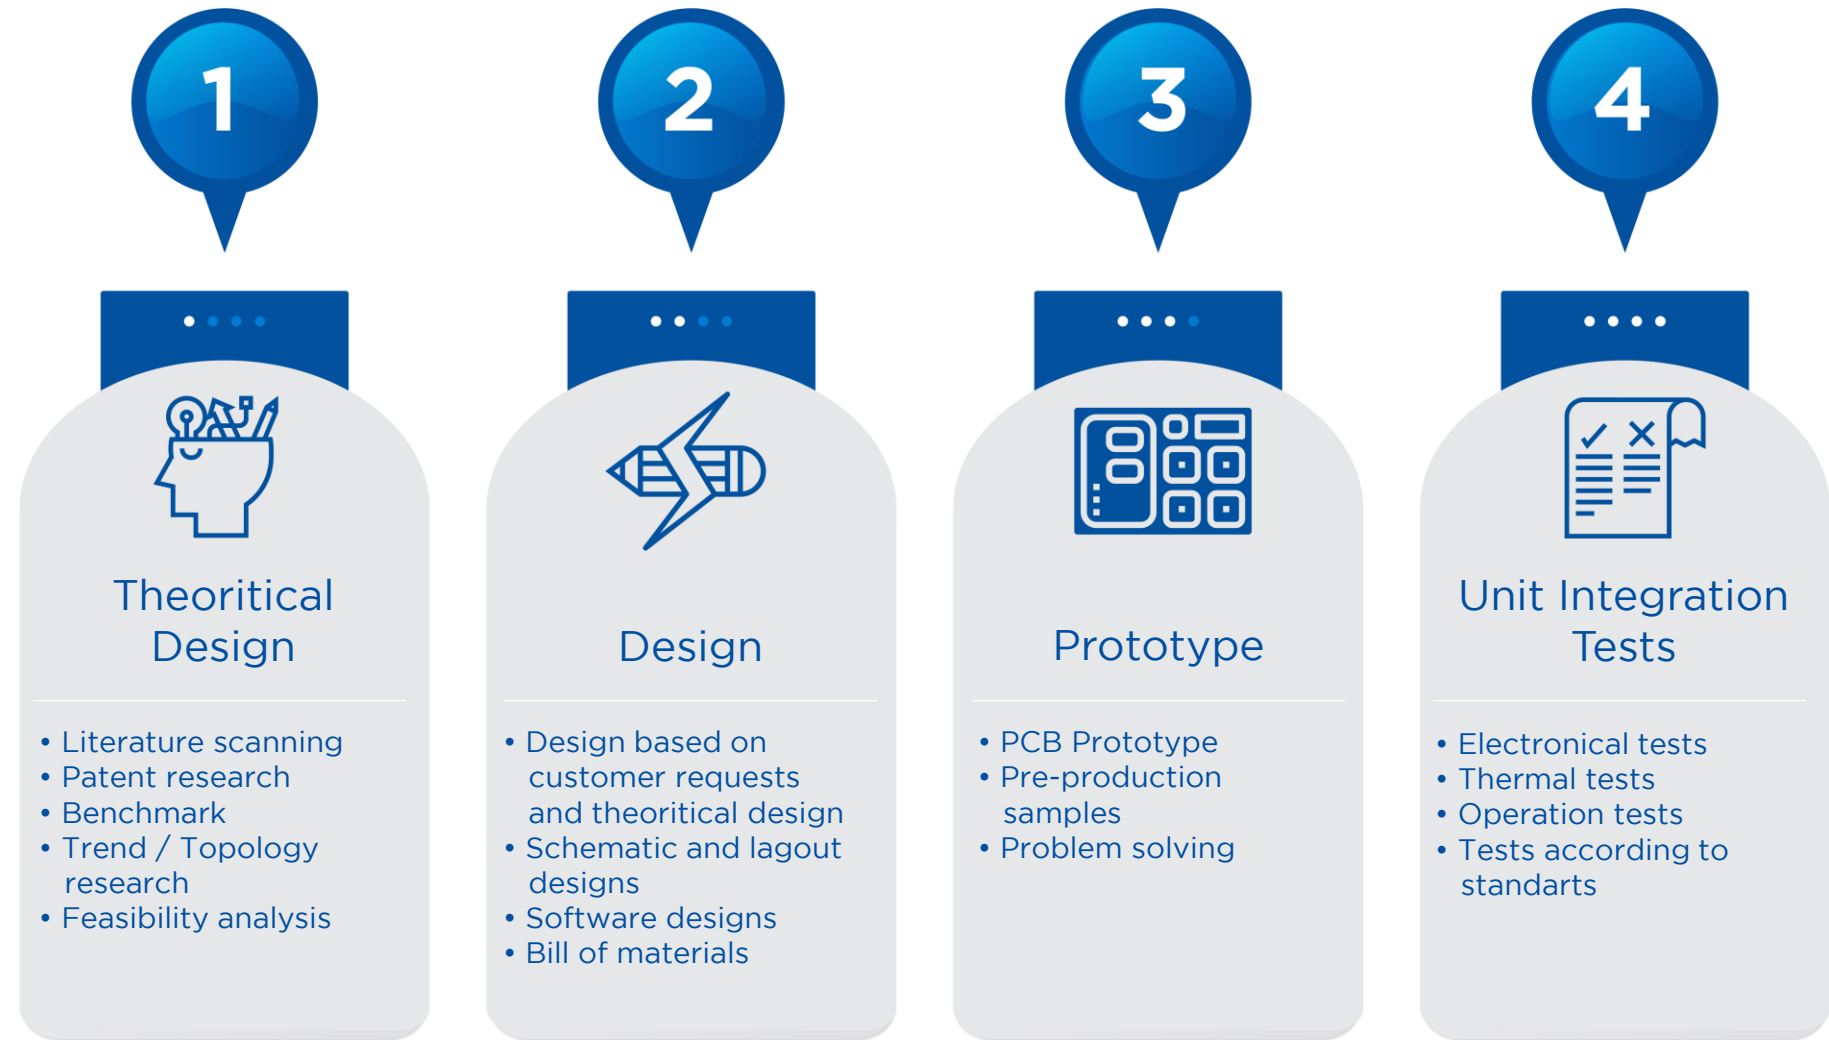 1
Theoritical
Design
• Literature scanning
• Patent research
• Benchmark
• Trend / Topology
research
• Feasibility analysis
2
Design
• Design based on
customer requests
and theoritical design
• Schematic and lagout
designs
• Software designs
• Bill of materials
3
Prototype
• PCB Prototype
• Pre-production
samples
• Problem solving
4
Unit Integration
Tests
• Electronical tests
• Thermal tests
• Operation tests
• Tests according to
standarts